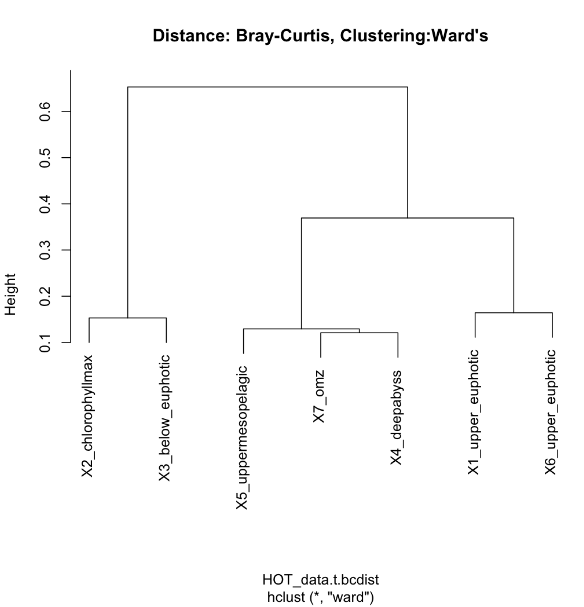 Distance: Bray-Curtis, Clustering:Ward's
Height
0.6
0.5
0.4
0.3
0.2
0.1
X2_chlorophyllmax
X3_below_euphotic
X5_uppermesopelagic
X7_omz
X4_deepabyss
X1_upper_euphotic
X6_upper_euphotic
HOT_data.t.bcdist
hclust (*, "ward")